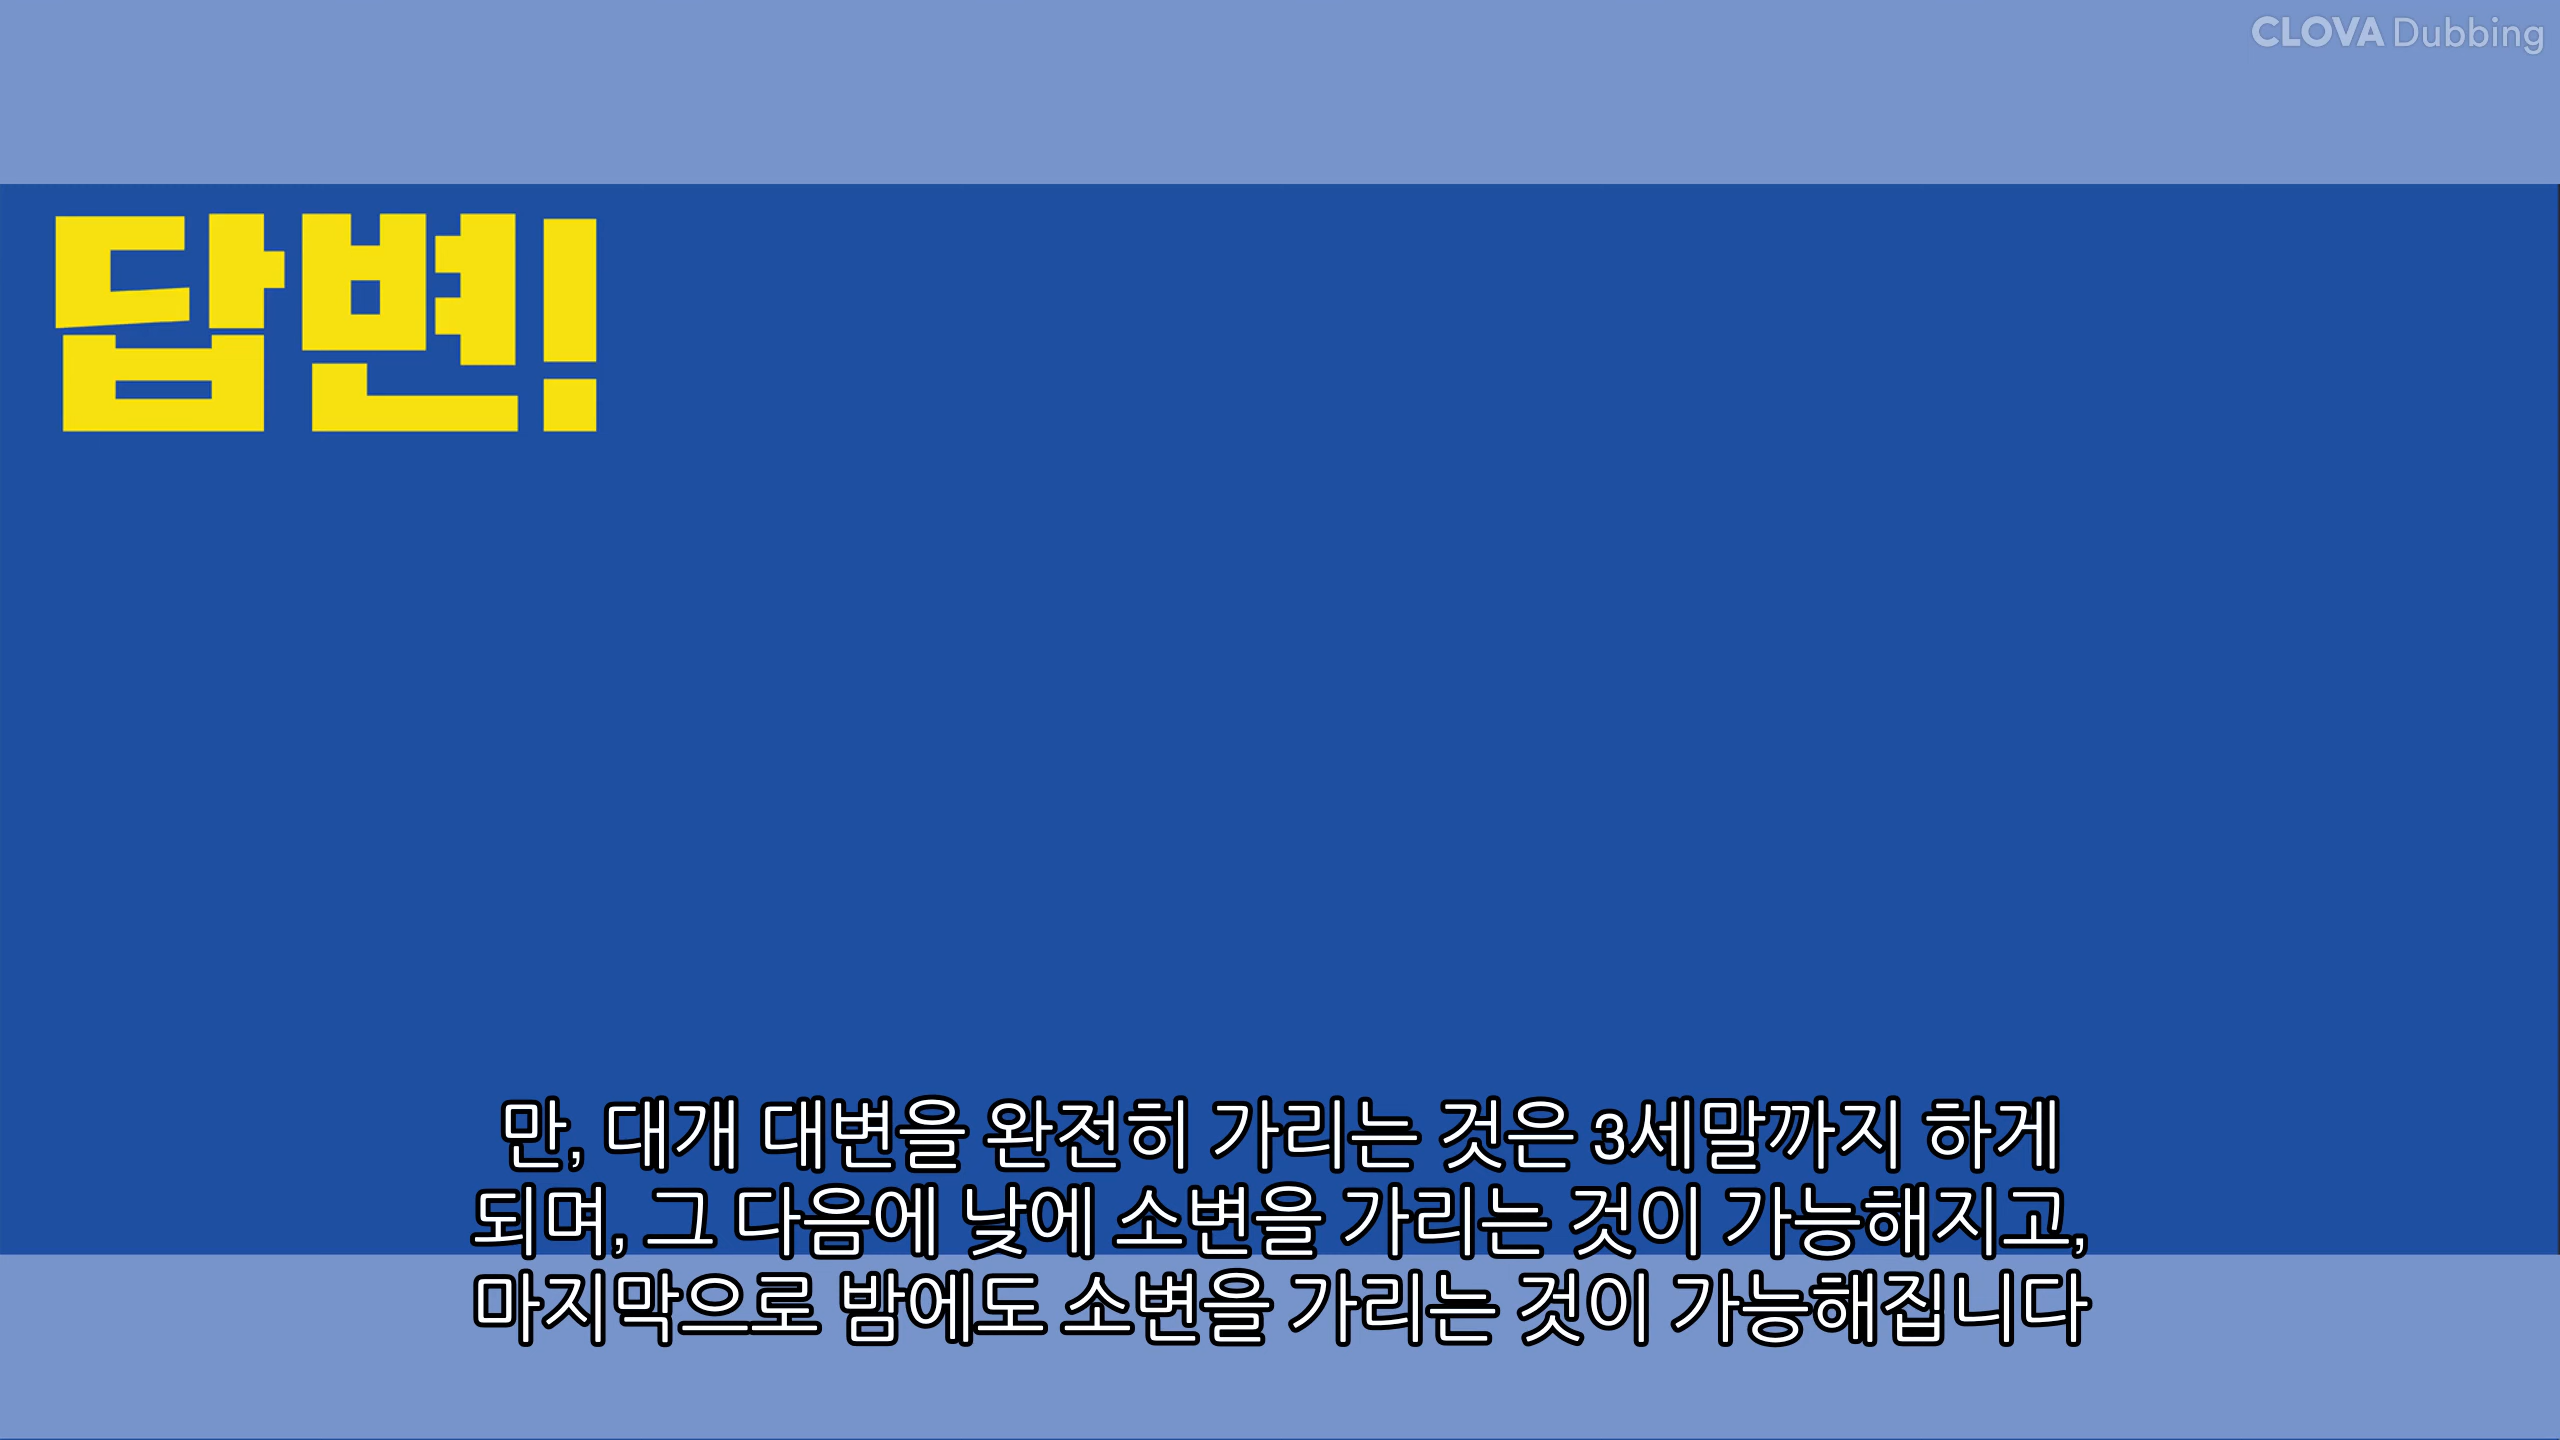 CLOVA Dubbing
답변!
만, 대개 대변을 완전히 가리는 것은 3세말까지 하게
되며, 그 다음에 낮에 소변을 가리는 것이 가능해지고,
마지막으로 밤에도 소변을 가리는 것이 가능해집니다